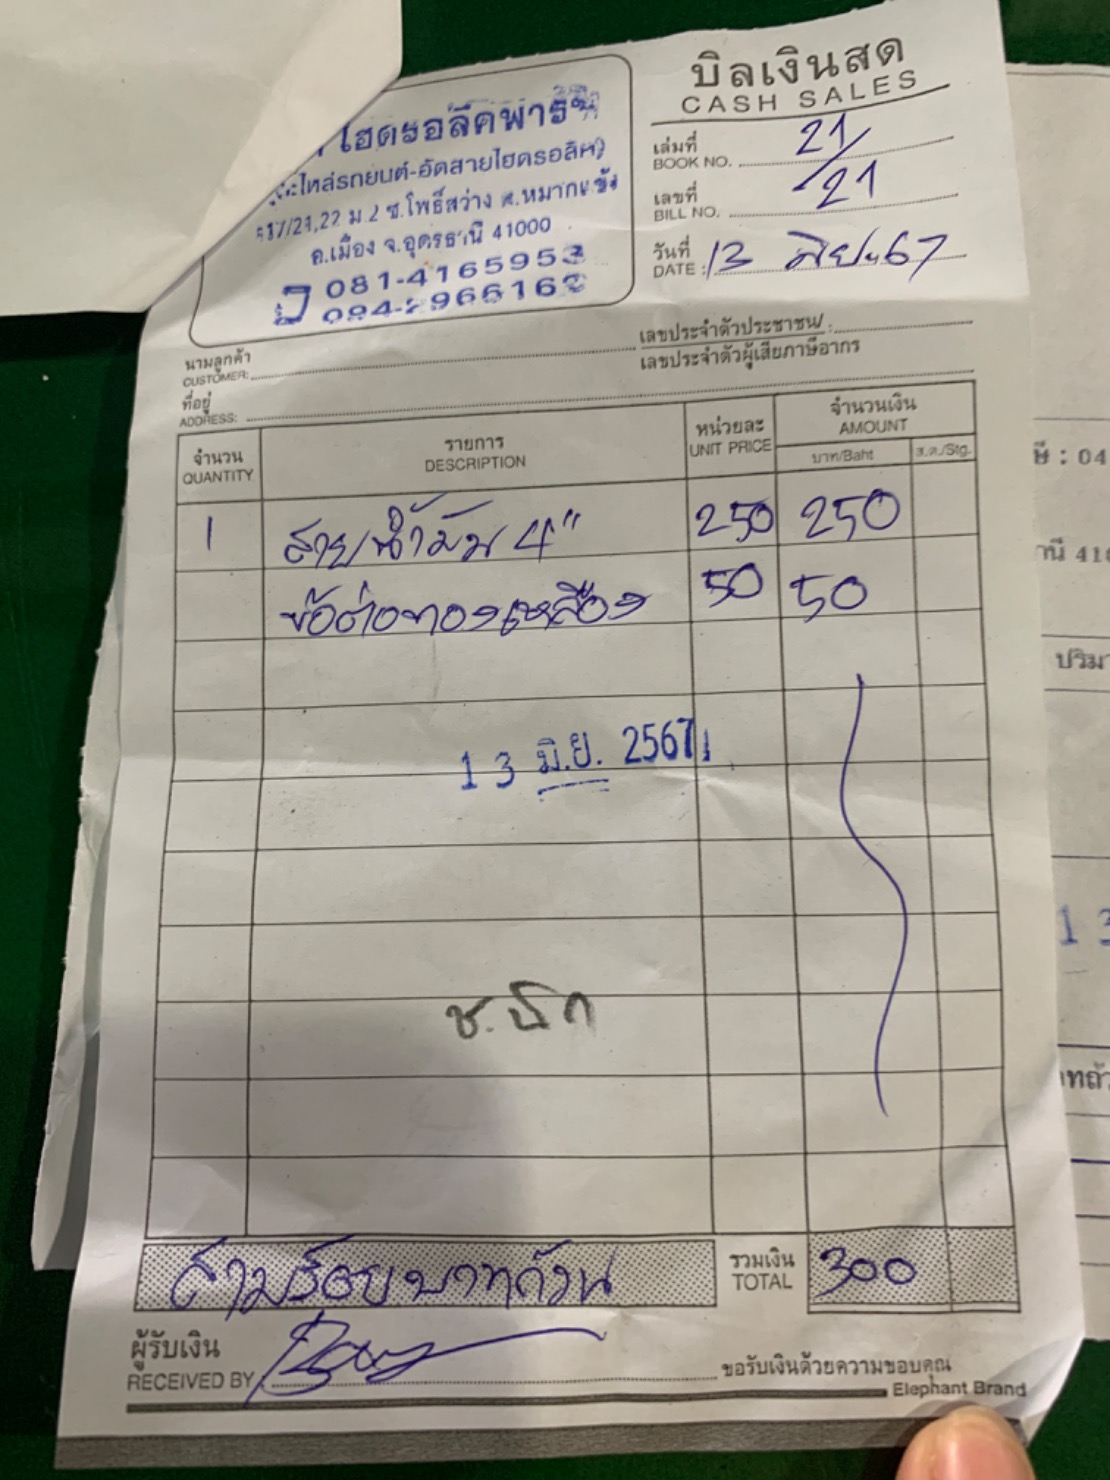 บิลเงินสด
CASH SALES
ไฮดรอลิคพาร์ท
อะไหล่รถยนต์-อัดสายไฮดรอลิค)
37/21,22 ม 2 ซ.โพธิ์สว่าง ต.หมากแข้ง
อ.เมือง จ.อุดรธานี 41000
081-4165953
เล่มที่ 21/
BOOK NO.
เลขที่ 21
BILL NO.
วันที่ 13 มิย.67
DATE :
นามลูกค้า
CUSTOMER:
เลขประจำตัวประชาชน/ :
เลขประจำตัวผู้เสียภาษีอากร
ที่อยู่
ADDRESS:
จำนวน รายการ หน่วยละ จำนวนเงิน
QUANTITY DESCRIPTION UNIT PRICE AMOUNT
บาท/Baht ส.ต./Stg.
1 สายน้ำมัน 4" 250 250
ข้อต่อทองเหลือง 50 50
13 มิ.ย. 2567
สามร้อยบาทถ้วน
รวมเงิน 300
TOTAL
ผู้รับเงิน
RECEIVED BY
ขอรับเงินด้วยความขอบคุณ
Elephant Brand
ษี : 04
ปริมา
1 3